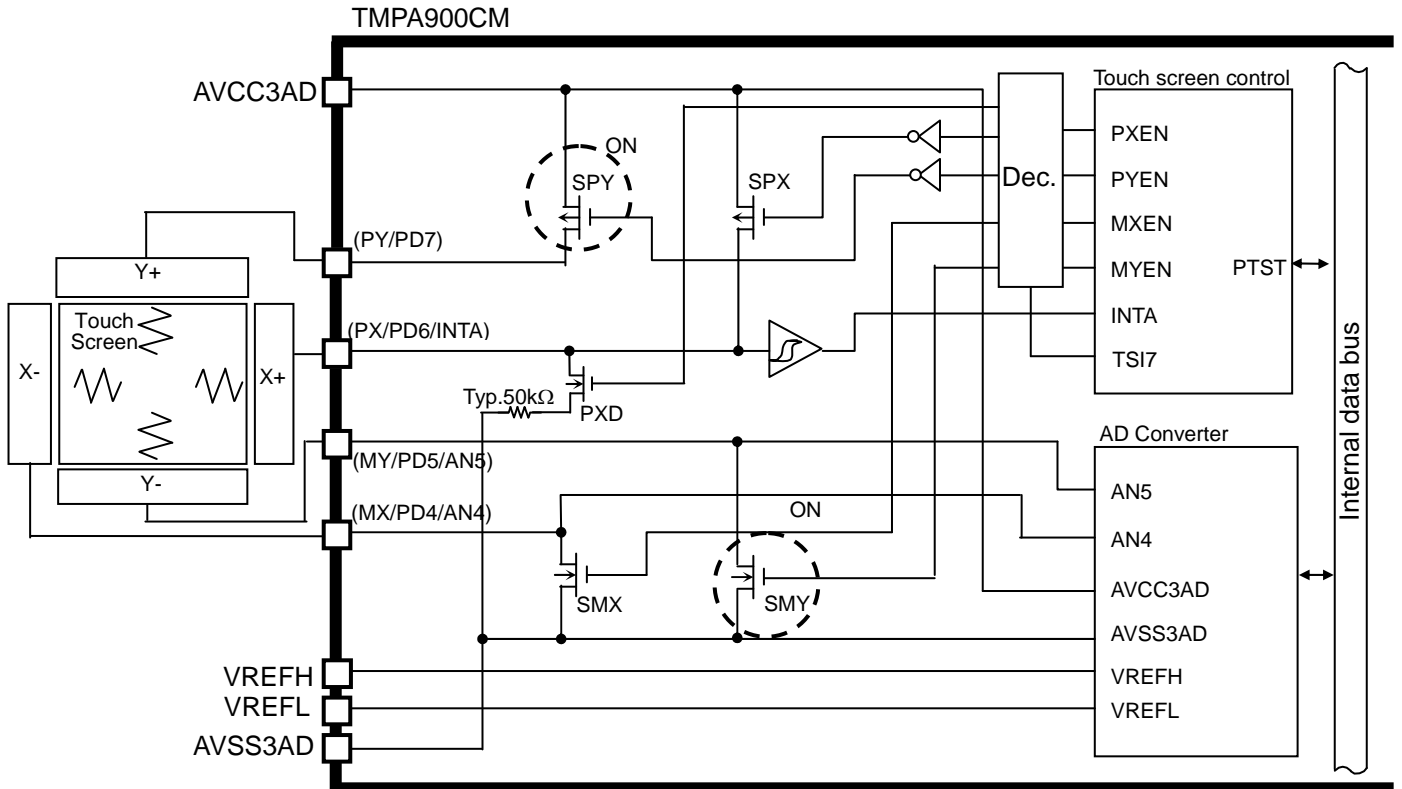 TMPA900CM
AVCC3AD
Touch screen control
ON
SPY
SPX
Dec.
PXEN
PYEN
MXEN
MYEN
PTST
INTA
TSI7
(PY/PD7)
Y+
Touch
Screen
X-
X+
Y-
(PX/PD6/INTA)
Typ.50kΩ
PXD
(MY/PD5/AN5)
(MX/PD4/AN4)
ON
SMX
SMY
AD Converter
AN5
AN4
AVCC3AD
AVSS3AD
VREFH
VREFL
Internal data bus
VREFH
VREFL
AVSS3AD